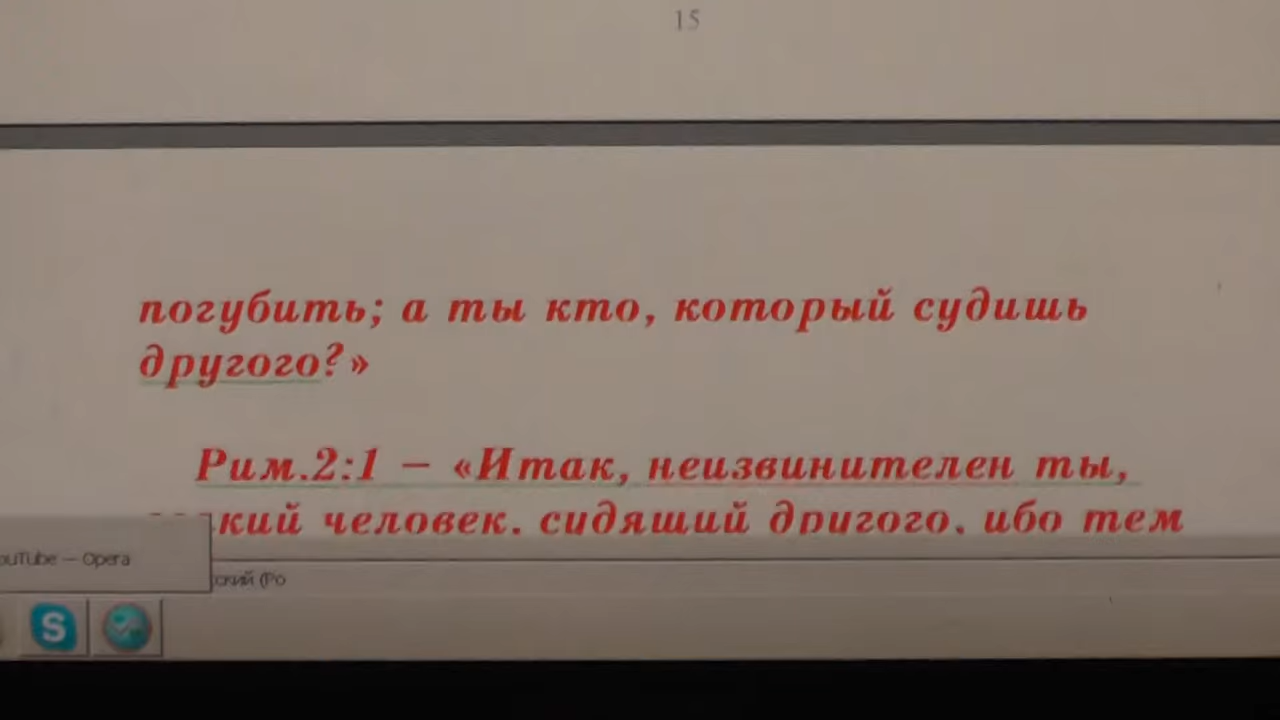 15
погубить; а ты кто, который судишь
другого?»
Рим.2:1 – «Итак, неизвинителен ты,
человек, судящий другого, ибо тем
– Opera
S